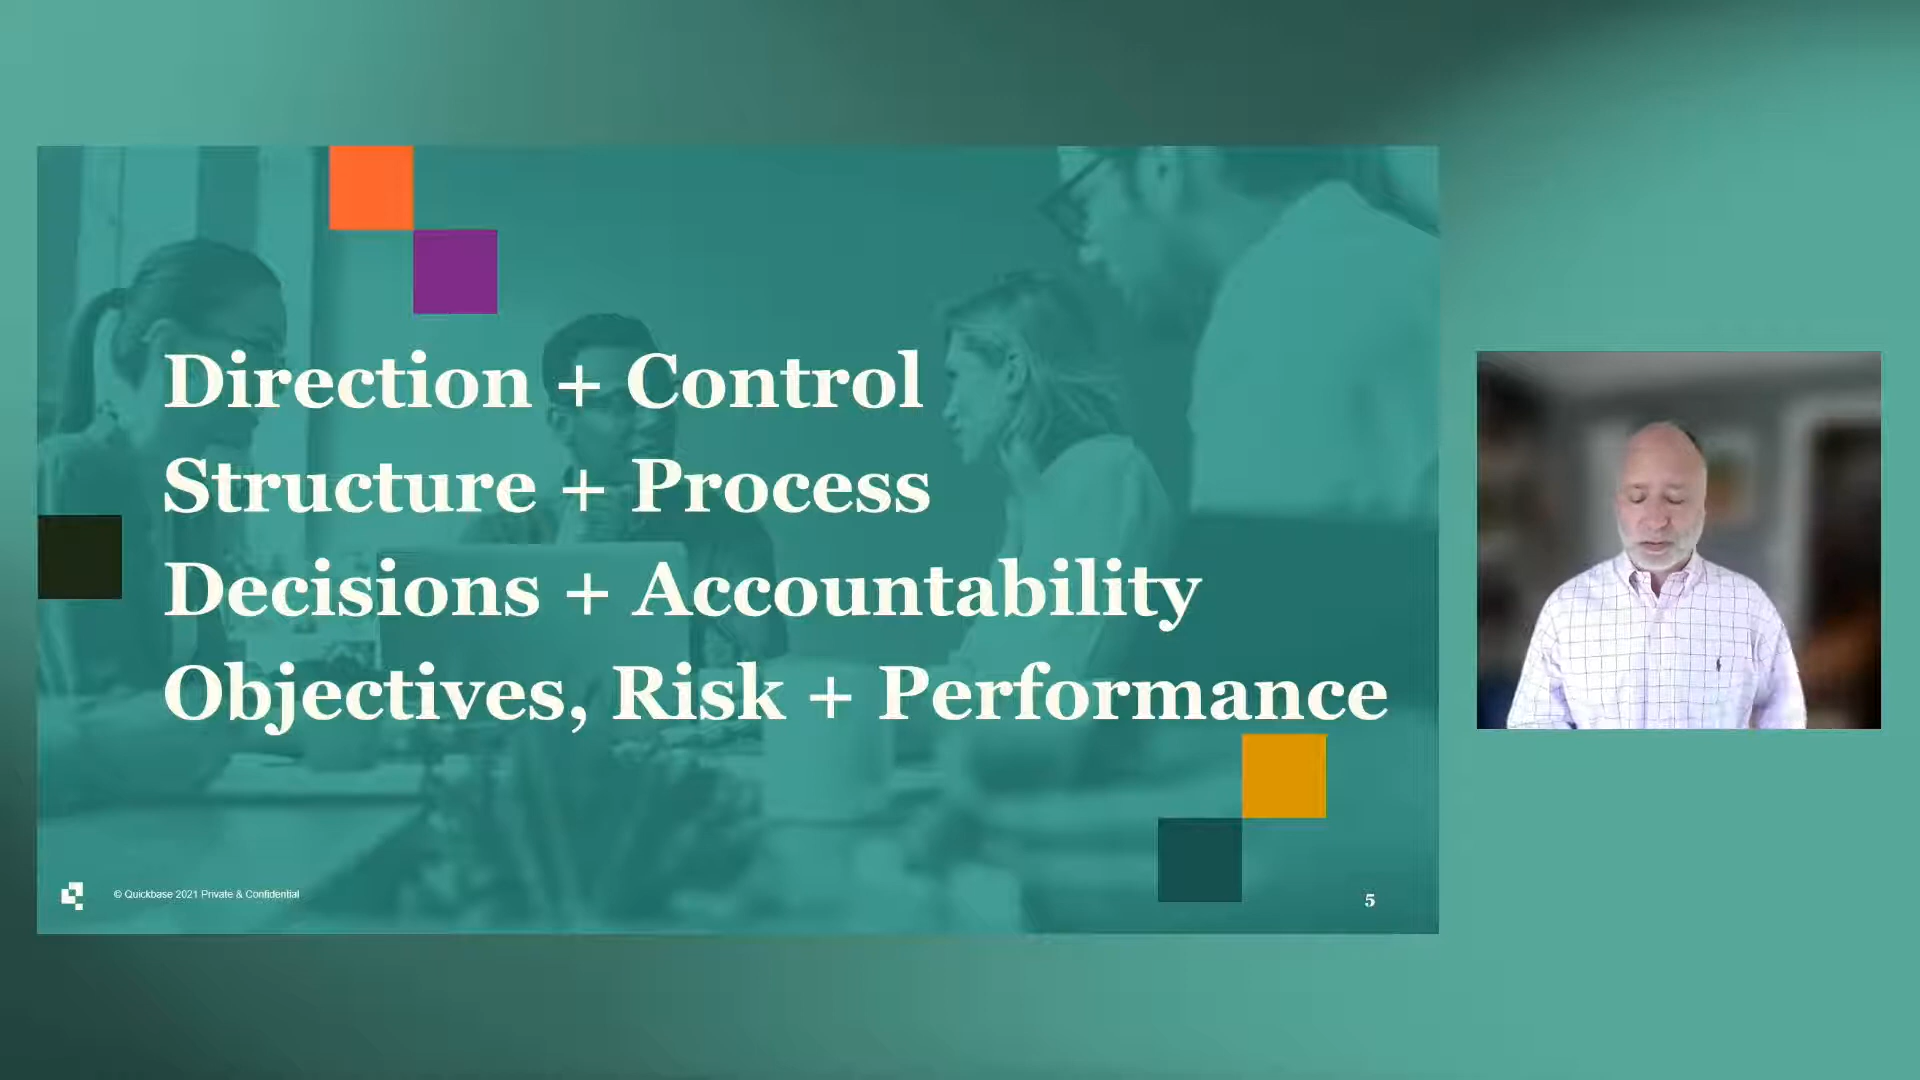 Direction + Control
Structure + Process
Decisions + Accountability
Objectives, Risk + Performance
© Quickbase 2021 Private & Confidential
5